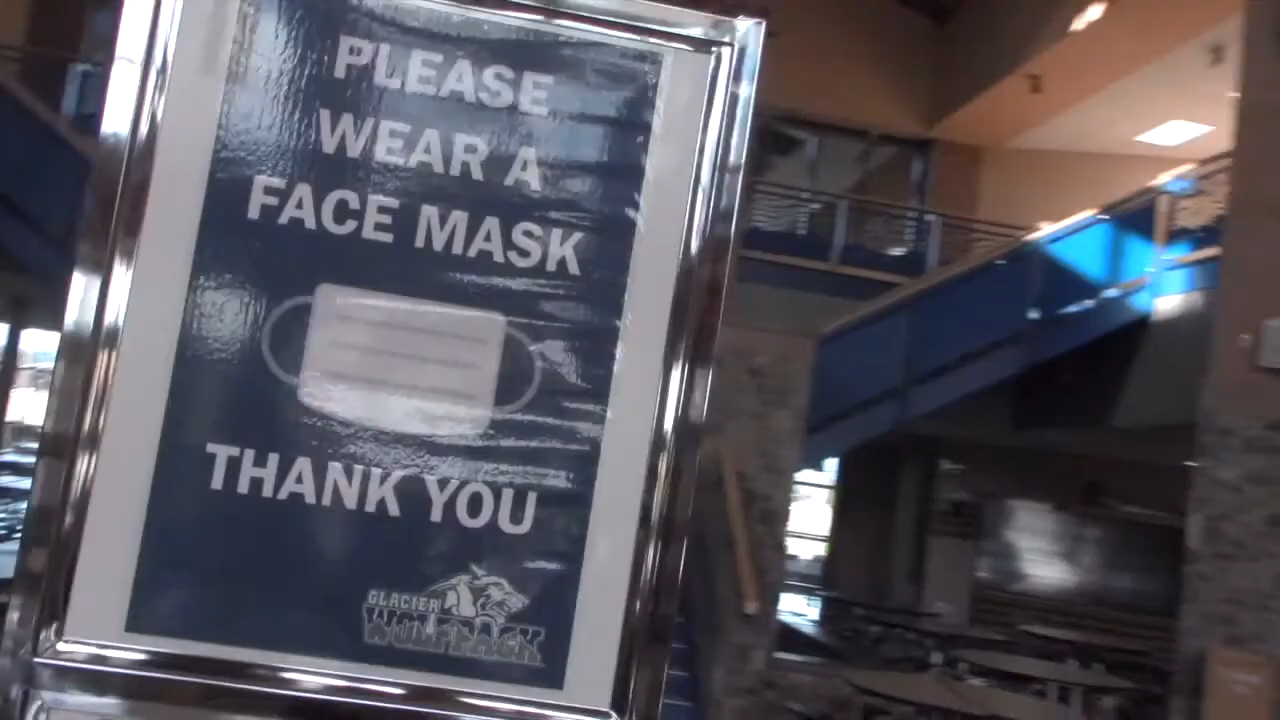 PLEASE
WEAR A
FACE MASK
THANK YOU
GLACIER
WOLFPACK